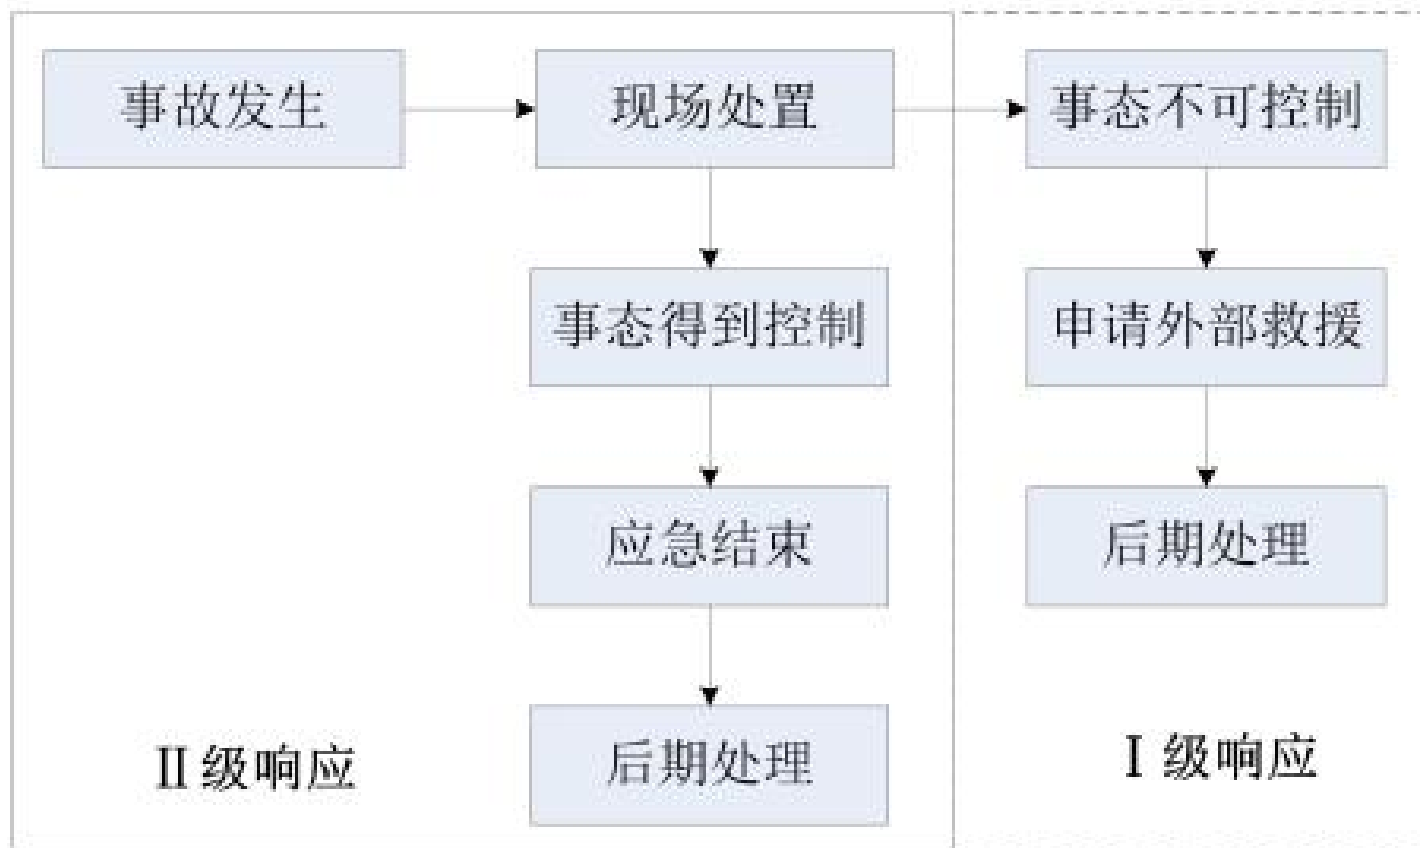 事故发生
现场处置
事态不可控制
事态得到控制
申请外部救援
应急结束
后期处理
后期处理
II级响应
I级响应